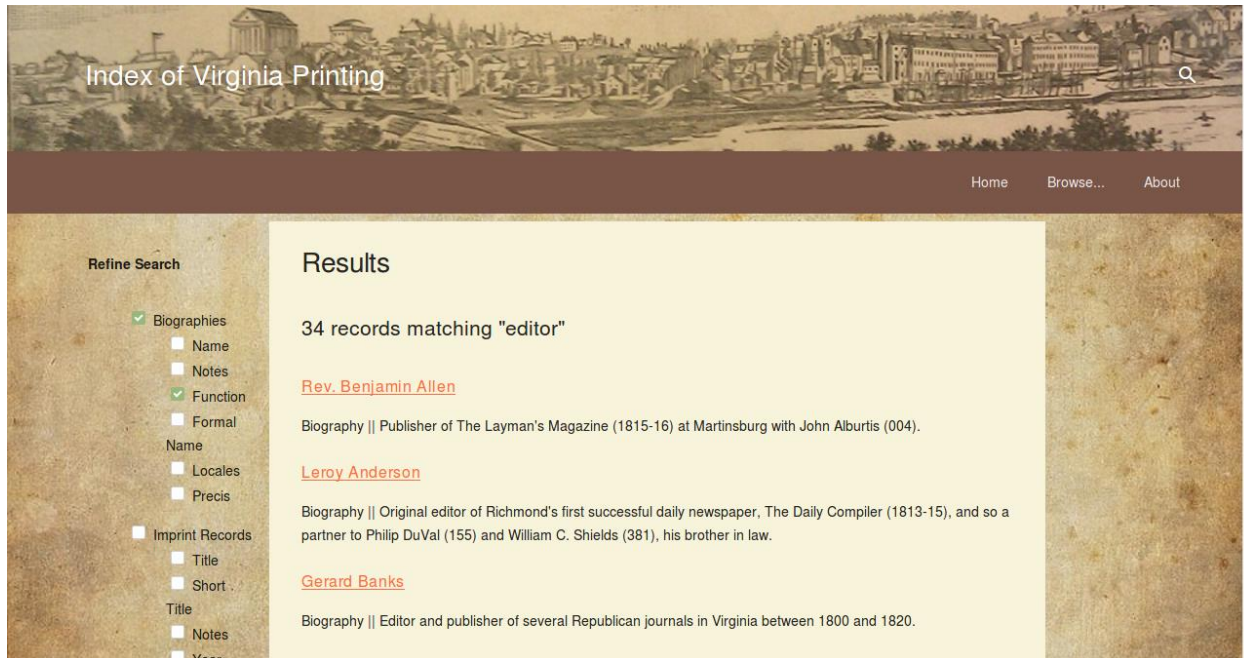 Index of Virginia Printing
Home Browse... About
Refine Search
Biographies
Name
Notes
Function
Formal
Name
Locales
Precis
Imprint Records
Title
Short .
Title
Notes
Year
Results
34 records matching "editor"
Rev. Benjamin Allen
Biography || Publisher of The Layman's Magazine (1815-16) at Martinsburg with John Alburtis (004).
Leroy Anderson
Biography || Original editor of Richmond's first successful daily newspaper, The Daily Compiler (1813-15), and so a
partner to Philip DuVal (155) and William C. Shields (381), his brother in law.
Gerard Banks
Biography || Editor and publisher of several Republican journals in Virginia between 1800 and 1820.